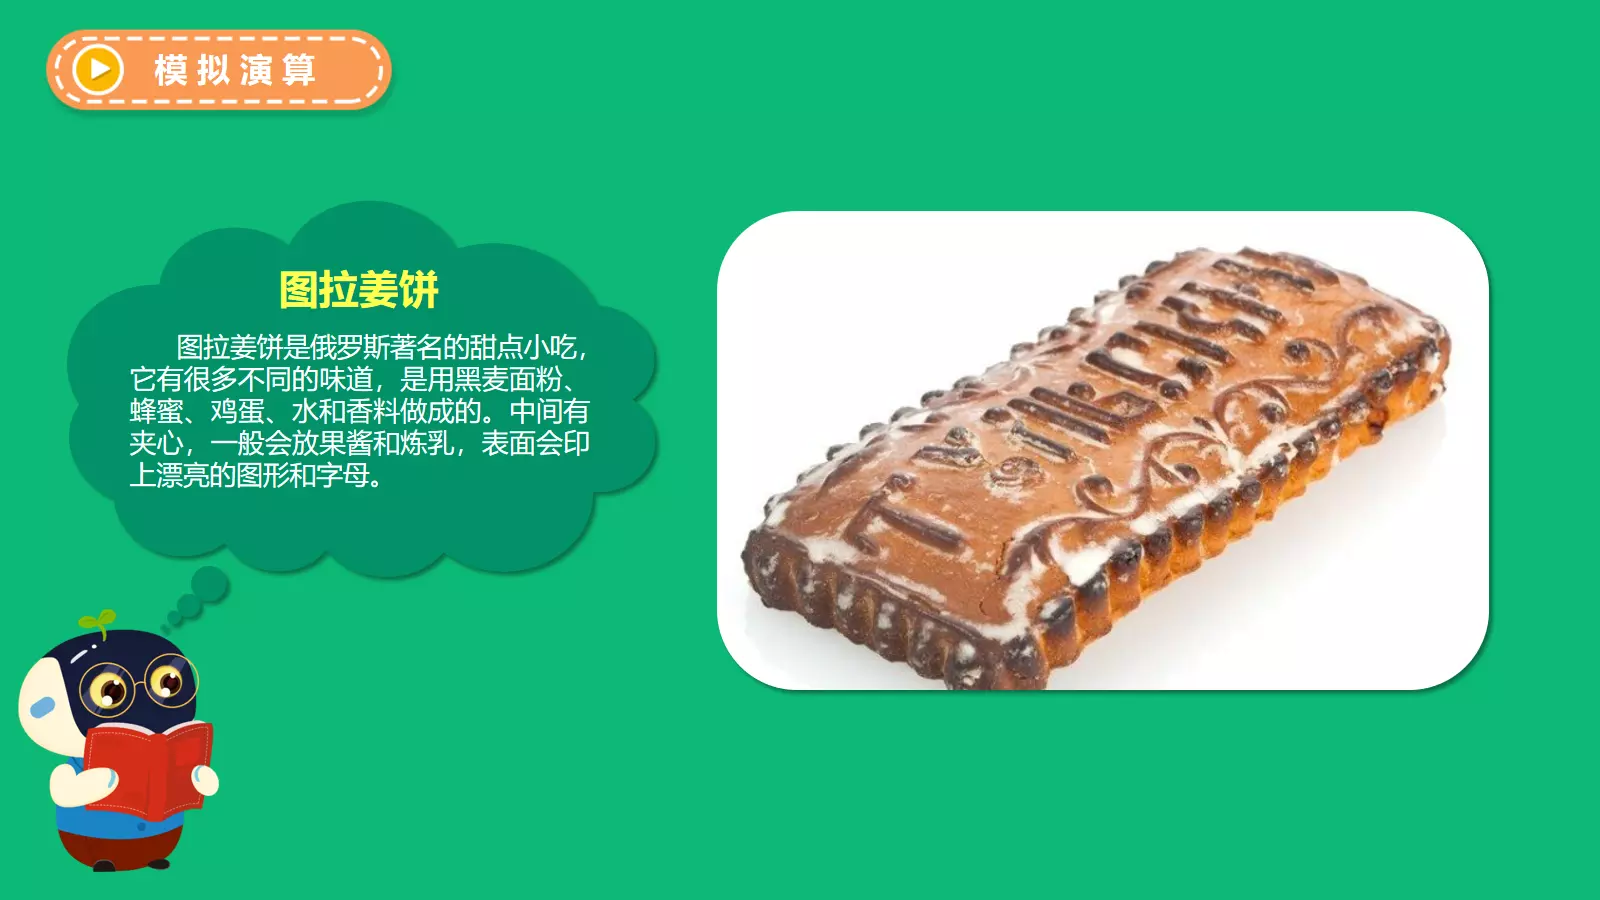 模拟演算
图拉姜饼
图拉姜饼是俄罗斯著名的甜点小吃，
它有很多不同的味道，是用黑麦面粉、
蜂蜜、鸡蛋、水和香料做成的。中间有
夹心，一般会放果酱和炼乳，表面会印
上漂亮的图形和字母。